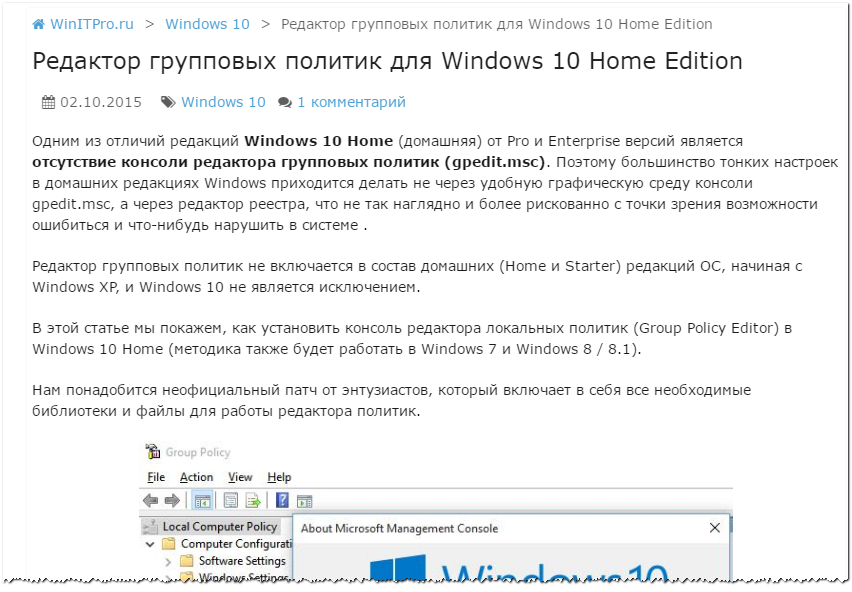 WinITPro.ru > Windows 10 > Редактор групповых политик для Windows 10 Home Edition
Редактор групповых политик для Windows 10 Home Edition
02.10.2015 Windows 10 1 комментарий
Одним из отличий редакций Windows 10 Home (домашняя) от Pro и Enterprise версий является
отсутствие консоли редактора групповых политик (gpedit.msc). Поэтому большинство тонких настроек
в домашних редакциях Windows приходится делать не через удобную графическую среду консоли
gpedit.msc, а через редактор реестра, что не так наглядно и более рискованно с точки зрения возможности
ошибиться и что-нибудь нарушить в системе .
Редактор групповых политик не включается в состав домашних (Home и Starter) редакций ОС, начиная с
Windows XP, и Windows 10 не является исключением.
В этой статье мы покажем, как установить консоль редактора локальных политик (Group Policy Editor) в
Windows 10 Home (методика также будет работать в Windows 7 и Windows 8 / 8.1).
Нам понадобится неофициальный патч от энтузиастов, который включает в себя все необходимые
библиотеки и файлы для работы редактора политик.
Group Policy
File Action View Help
Local Computer Policy
About Microsoft Management Console
Computer Configurati
Software Settings
Windows Settings
Windows 10